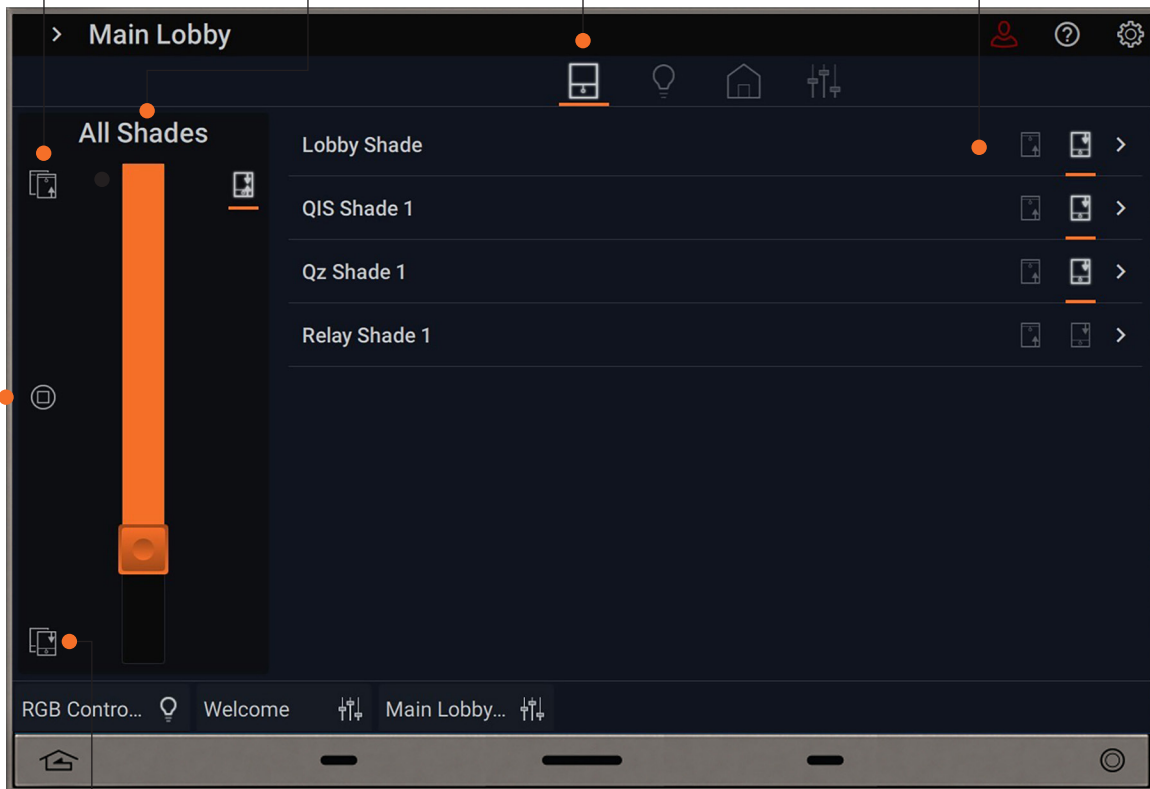 Main Lobby
All Shades
Lobby Shade
QIS Shade 1
Qz Shade 1
Relay Shade 1
RGB Contro... Welcome Main Lobby...